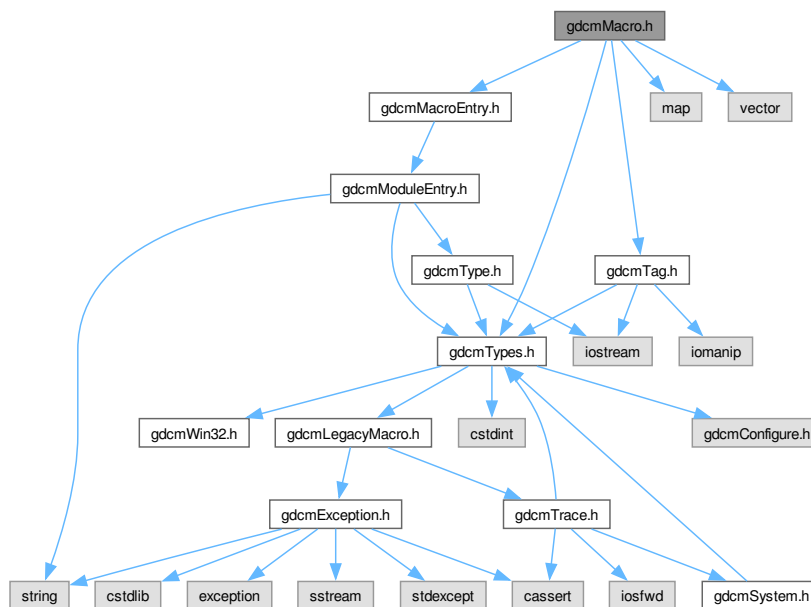 gdcmMacro.h
gdcmMacroEntry.h
map
vector
gdcmModuleEntry.h
gdcmType.h
gdcmTag.h
gdcmTypes.h
iostream
iomanip
gdcmWin32.h
gdcmLegacyMacro.h
cstdint
gdcmConfigure.h
gdcmException.h
gdcmTrace.h
string
cstdlib
exception
sstream
stdexcept
cassert
iosfwd
gdcmSystem.h